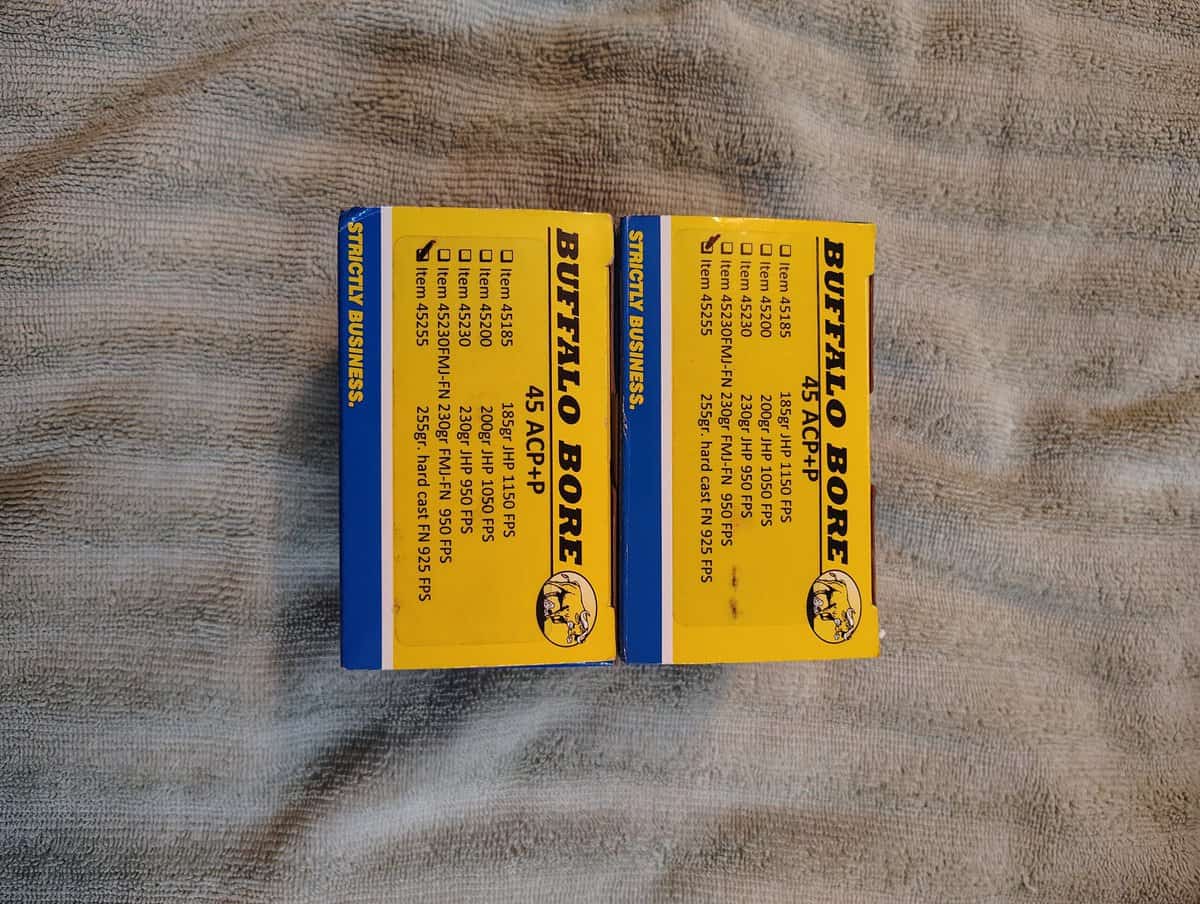 BUFFALO BORE
45 ACP+P
Item 45185 185gr JHP 1150 FPS
Item 45200 200gr JHP 1050 FPS
Item 45230 230gr JHP 950 FPS
Item 45230FMJ-FN 230gr FMJ-FN 950 FPS
Item 45255 255gr. hard cast FN 925 FPS
STRICTLY BUSINESS.
BUFFALO BORE
45 ACP+P
Item 45185 185gr JHP 1150 FPS
Item 45200 200gr JHP 1050 FPS
Item 45230 230gr JHP 950 FPS
Item 45230FMJ-FN 230gr FMJ-FN 950 FPS
Item 45255 255gr. hard cast FN 925 FPS
STRICTLY BUSINESS.